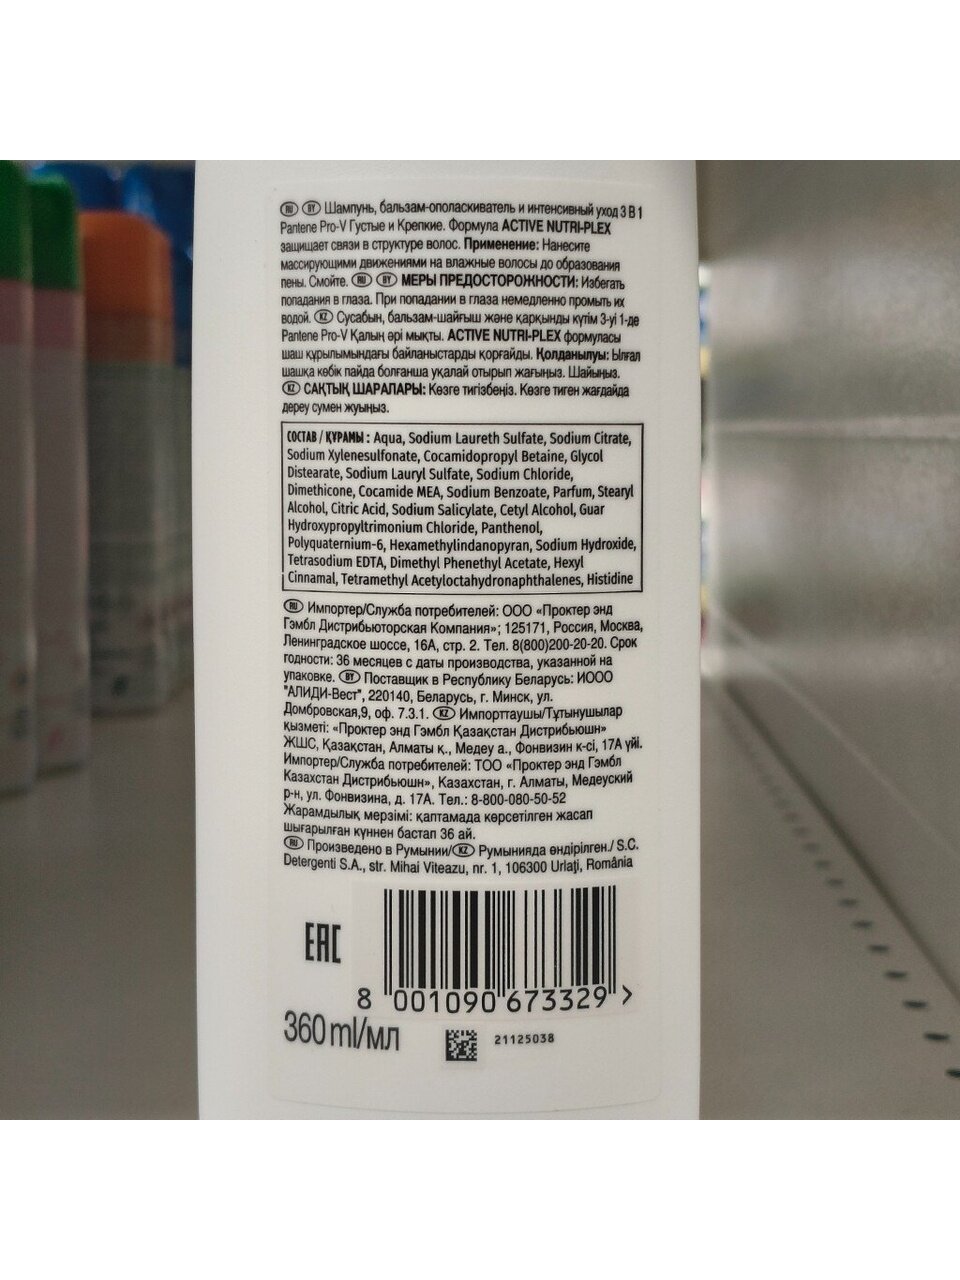 RU BY Шампунь, бальзам-ополаскиватель и интенсивный уход 3 В 1
Pantene Pro-V Густые и Крепкие. Формула ACTIVE NUTRI-PLEX
защищает связи в структуре волос. Применение: Нанесите
массирующими движениями на влажные волосы до образования
пены. Смойте. RU BY МЕРЫ ПРЕДОСТОРОЖНОСТИ: Избегать
попадания в глаза. При попадании в глаза немедленно промыть их
водой. KZ Сусабын, бальзам-шайғыш және қарқынды күтім 3-уі 1-де
Pantene Pro-V Қалың әрі мықты. ACTIVE NUTRI-PLEX формуласы
шаш құрылымындағы байланыстарды қорғайды. Қолданылуы: Ылғал
шашқа көбік пайда болғанша уқалай отырып жағыңыз. Шайыңыз.
KZ САҚТЫҚ ШАРАЛАРЫ: Көзге тигізбеңіз. Көзге тиген жағдайда
дереу сумен жуыңыз.
СОСТАВ / ҚҰРАМЫ : Aqua, Sodium Laureth Sulfate, Sodium Citrate,
Sodium Xylenesulfonate, Cocamidopropyl Betaine, Glycol
Distearate, Sodium Lauryl Sulfate, Sodium Chloride,
Dimethicone, Cocamide MEA, Sodium Benzoate, Parfum, Stearyl
Alcohol, Citric Acid, Sodium Salicylate, Cetyl Alcohol, Guar
Hydroxypropyltrimonium Chloride, Panthenol,
Polyquaternium-6, Hexamethylindanopyran, Sodium Hydroxide,
Tetrasodium EDTA, Dimethyl Phenethyl Acetate, Hexyl
Cinnamal, Tetramethyl Acetyloctahydronaphthalenes, Histidine
RU Импортер/Служба потребителей: ООО «Проктер энд
Гэмбл Дистрибьюторская Компания»; 125171, Россия, Москва,
Ленинградское шоссе, 16А, стр. 2. Тел. 8(800)200-20-20. Срок
годности: 36 месяцев с даты производства, указанной на
упаковке. BY Поставщик в Республику Беларусь: ИООО
"АЛИДИ-Вест", 220140, Беларусь, г. Минск, ул.
Домбровская,9, оф. 7.3.1. KZ Импорттаушы/Тұтынушылар
қызметі: «Проктер энд Гэмбл Қазақстан Дистрибьюшн»
ЖШС, Қазақстан, Алматы қ., Медеу а., Фонвизин к-сі, 17А үйі.
Импортер/Служба потребителей: ТОО «Проктер энд Гэмбл
Казахстан Дистрибьюшн», Казахстан, г. Алматы, Медеуский
р-н, ул. Фонвизина, д. 17А. Тел.: 8-800-080-50-52
Жарамдылық мерзімі: қаптамада көрсетілген жасап
шығарылған күннен бастап 36 ай.
RU Произведено в Румынии/KZ Румынияда өндірілген./ S.C.
Detergenti S.A., str. Mihai Viteazu, nr. 1, 106300 Urlaţi, România
EAC
8 001090 673329 >
360 ml/мл
21125038